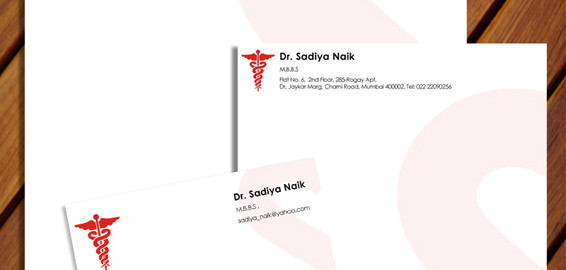 Dr. Sadiya Naik
M.B.B.S
Flat No. 6, 2nd Floor, 285-Ragay Apt,
Dr. Jaykar Marg, Charni Road, Mumbai 400002. Tel: 022 22090256
Dr. Sadiya Naik
M.B.B.S ,
sadiya_naik@yahoo.com